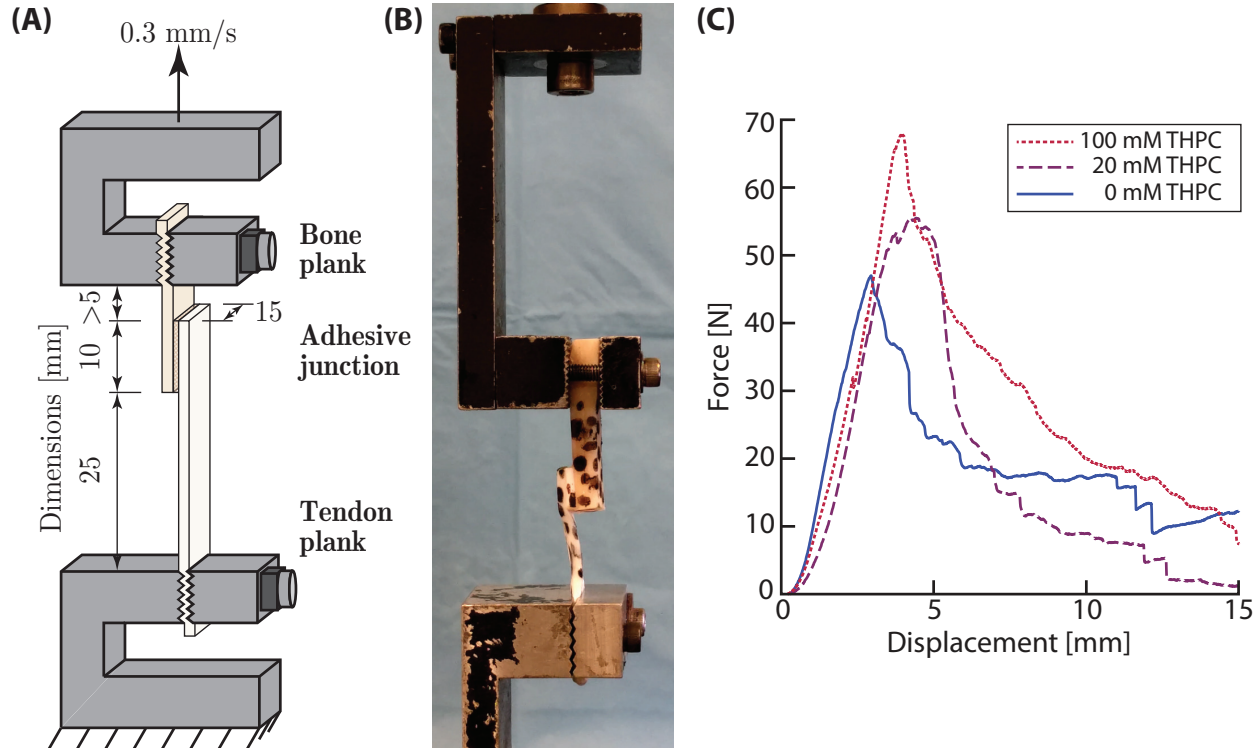 (A)
0.3 mm/s
Bone
plank
>5
15
10
Adhesive
junction
Dimensions [mm]
25
Tendon
plank
(B)
(C)
70
60
50
40
30
20
10
0
Force [N]
100 mM THPC
20 mM THPC
0 mM THPC
0
5
10
15
Displacement [mm]